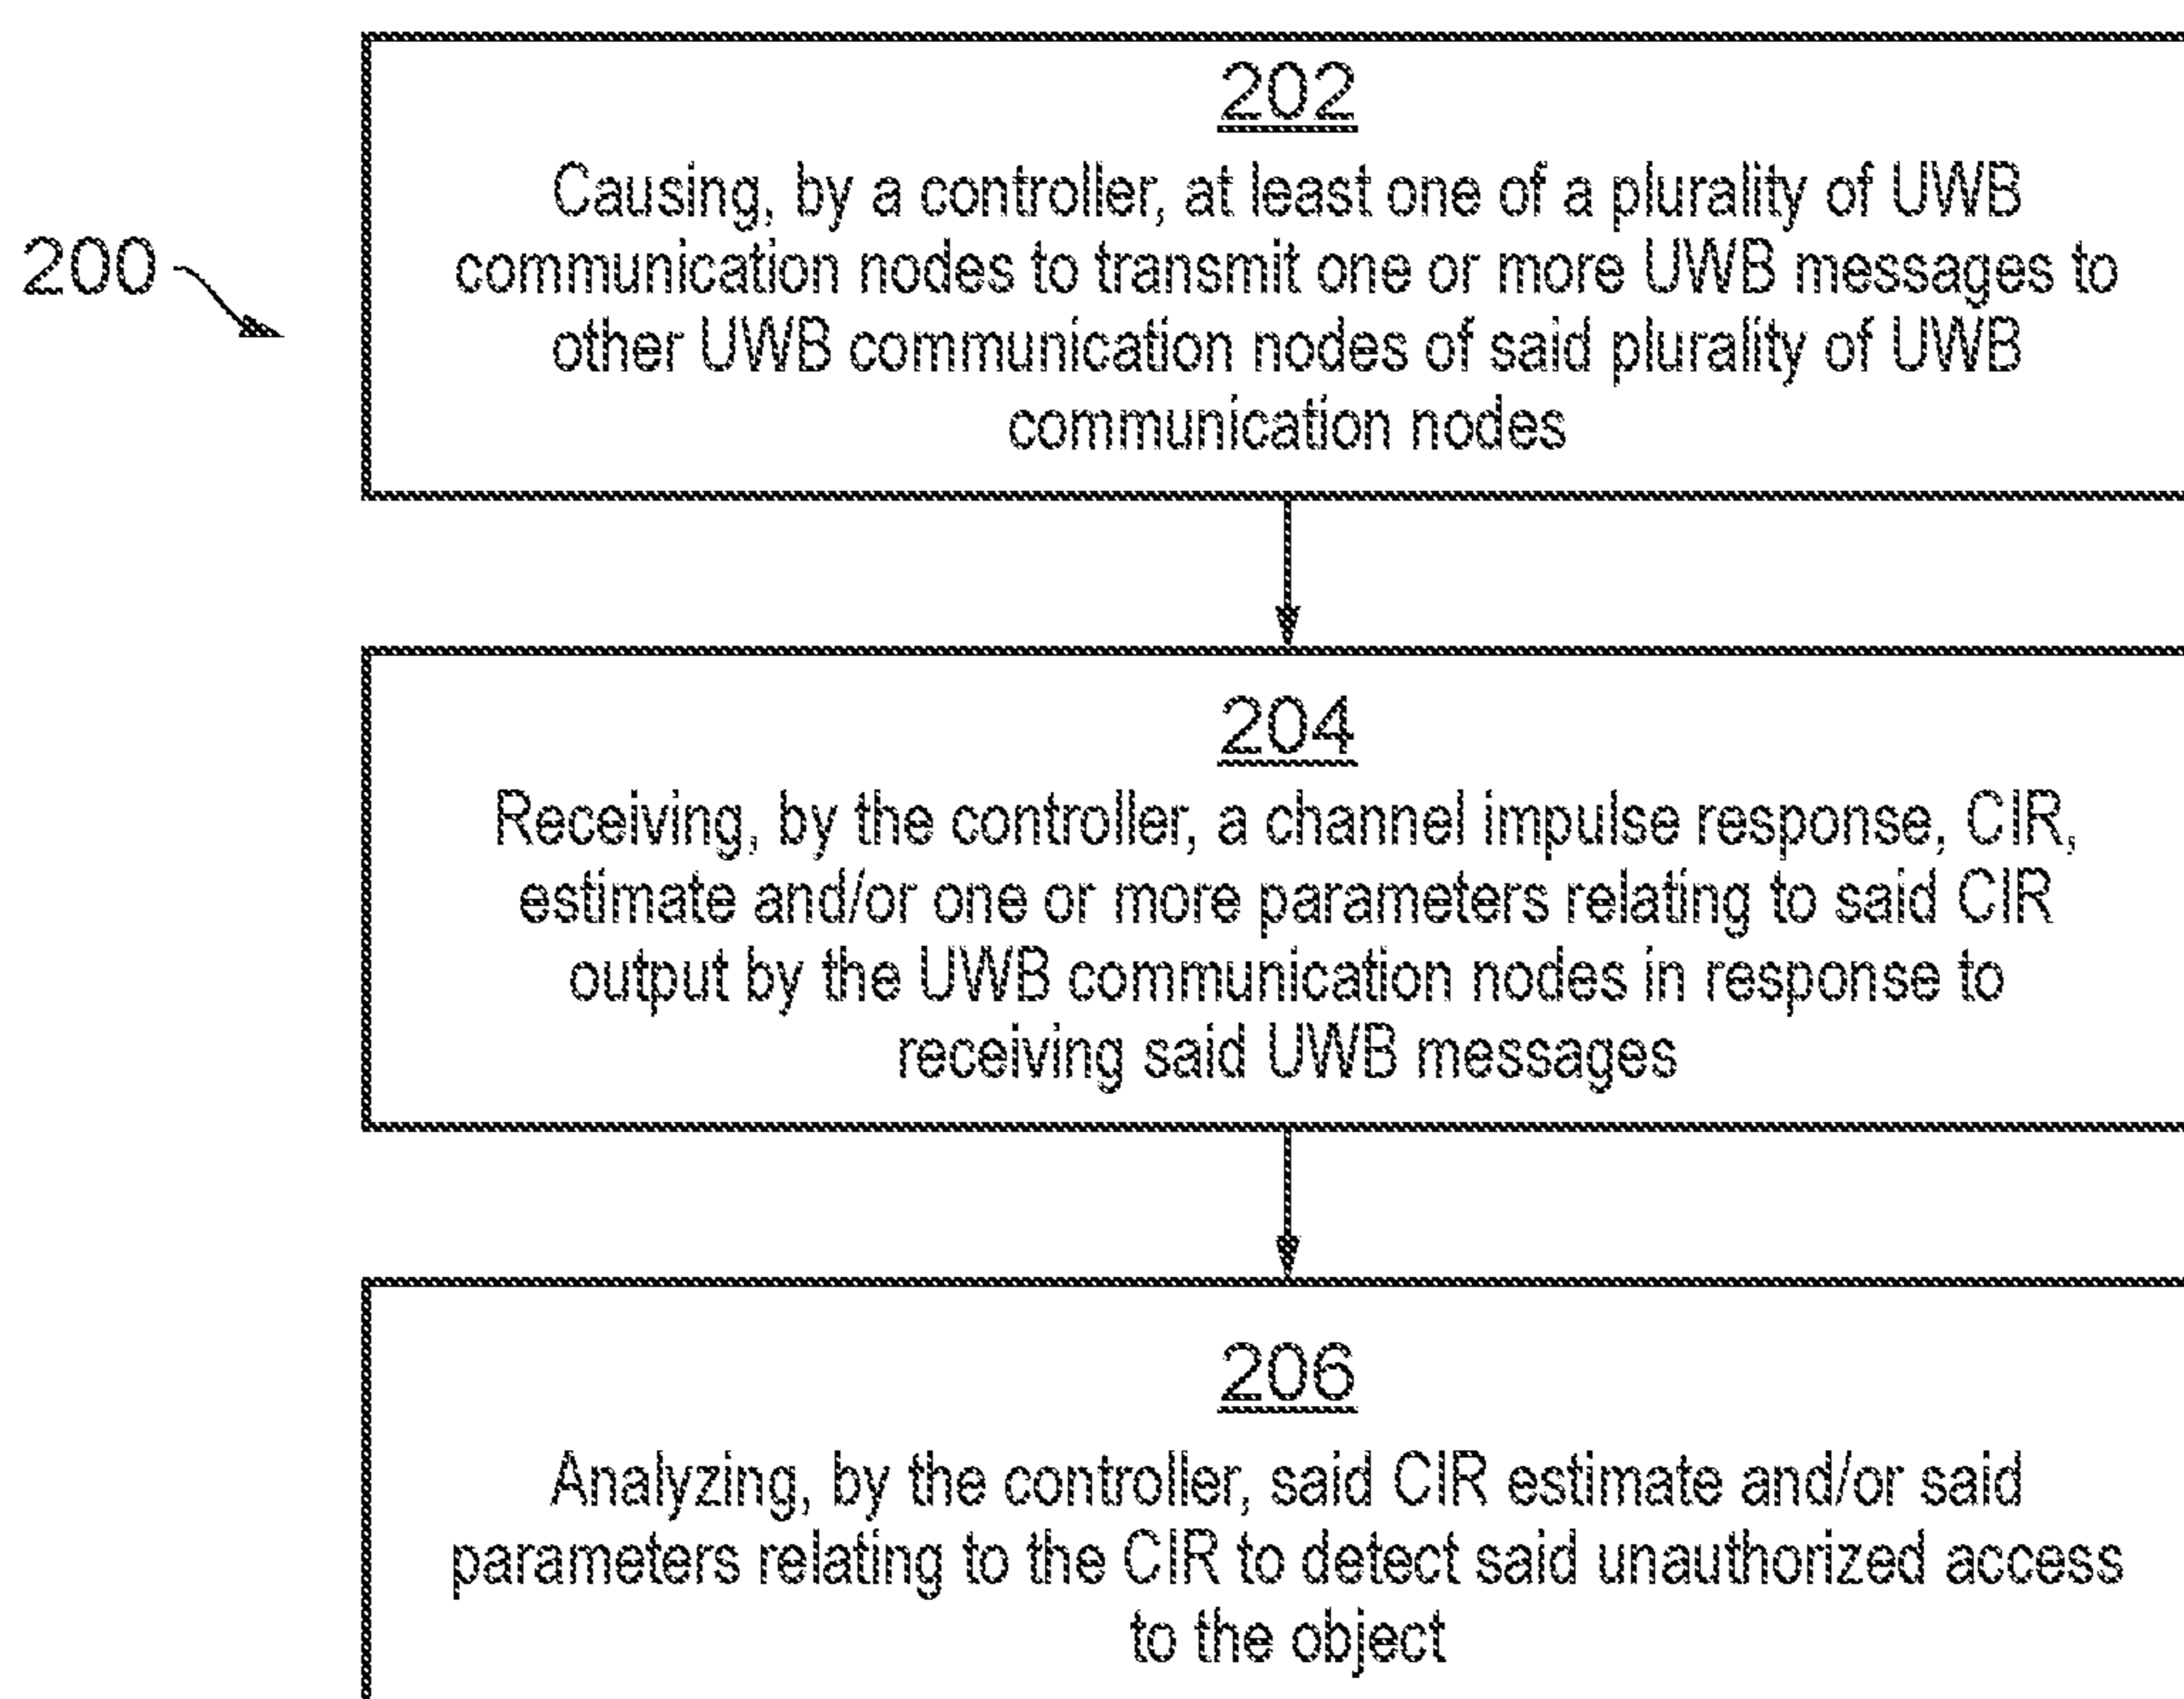 202
Causing, by a controller, at least one of a plurality of UWB
communication nodes to transmit one or more UWB messages to
other UWB communication nodes of said plurality of UWB
communication nodes
200
204
Receiving, by the controller, a channel impulse response, CIR,
estimate and/or one or more parameters relating to said CIR
output by the UWB communication nodes in response to
receiving said UWB messages
206
Analyzing, by the controller, said CIR estimate and/or said
parameters relating to the CIR to detect said unauthorized access
to the object